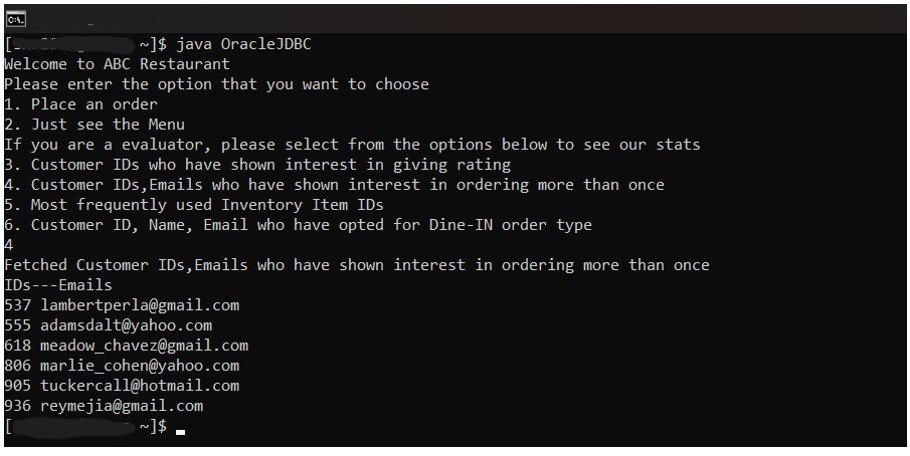 [ ~]$ java OracleJDBC
Welcome to ABC Restaurant
Please enter the option that you want to choose
1. Place an order
2. Just see the Menu
If you are a evaluator, please select from the options below to see our stats
3. Customer IDs who have shown interest in giving rating
4. Customer IDs,Emails who have shown interest in ordering more than once
5. Most frequently used Inventory Item IDs
6. Customer ID, Name, Email who have opted for Dine-IN order type
4
Fetched Customer IDs,Emails who have shown interest in ordering more than once
IDs---Emails
537 lambertperla@gmail.com
555 adamsdalt@yahoo.com
618 meadow_chavez@gmail.com
806 marlie_cohen@yahoo.com
905 tuckercall@hotmail.com
936 reymejia@gmail.com
[ ~]$